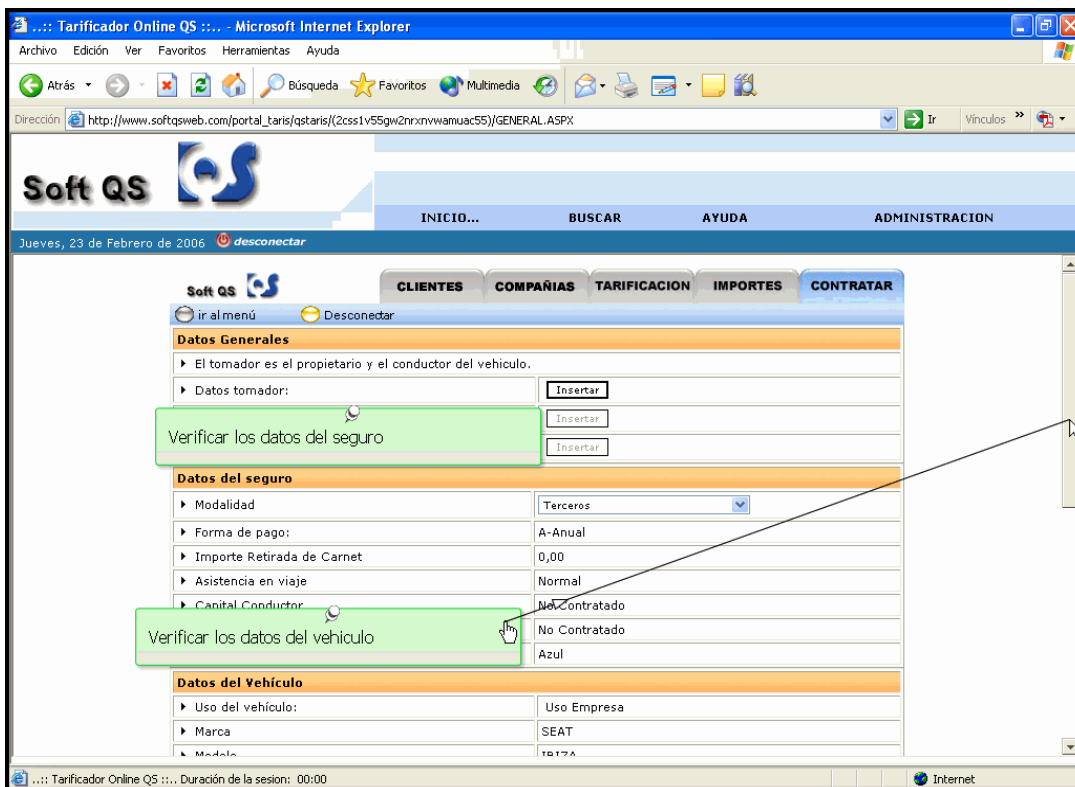 ..:: Tarificador Online QS ::.. - Microsoft Internet Explorer
Archivo Edición Ver Favoritos Herramientas Ayuda
Atrás Búsqueda Favoritos Multimedia
Dirección http://www.softqsweb.com/portal_taris/qstaris/(2css1v55gw2nrxnvwamuac55)/GENERAL.ASPX Ir Vínculos »
Soft QS
INICIO... BUSCAR AYUDA ADMINISTRACION
Jueves, 23 de Febrero de 2006 desconectar
Soft QS CLIENTES COMPAÑIAS TARIFICACION IMPORTES CONTRATAR
ir al menú Desconectar
Datos Generales
El tomador es el propietario y el conductor del vehiculo.
Datos tomador: Insertar
Insertar
Verificar los datos del seguro
Insertar
Datos del seguro
Modalidad Terceros
Forma de pago: A-Anual
Importe Retirada de Carnet 0,00
Asistencia en viaje Normal
Capital Conductor No Contratado
Verificar los datos del vehiculo No Contratado
Azul
Datos del Vehículo
Uso del vehículo: Uso Empresa
Marca SEAT
Modelo IBIZA
..:: Tarificador Online QS ::.. Duración de la sesion: 00:00 Internet